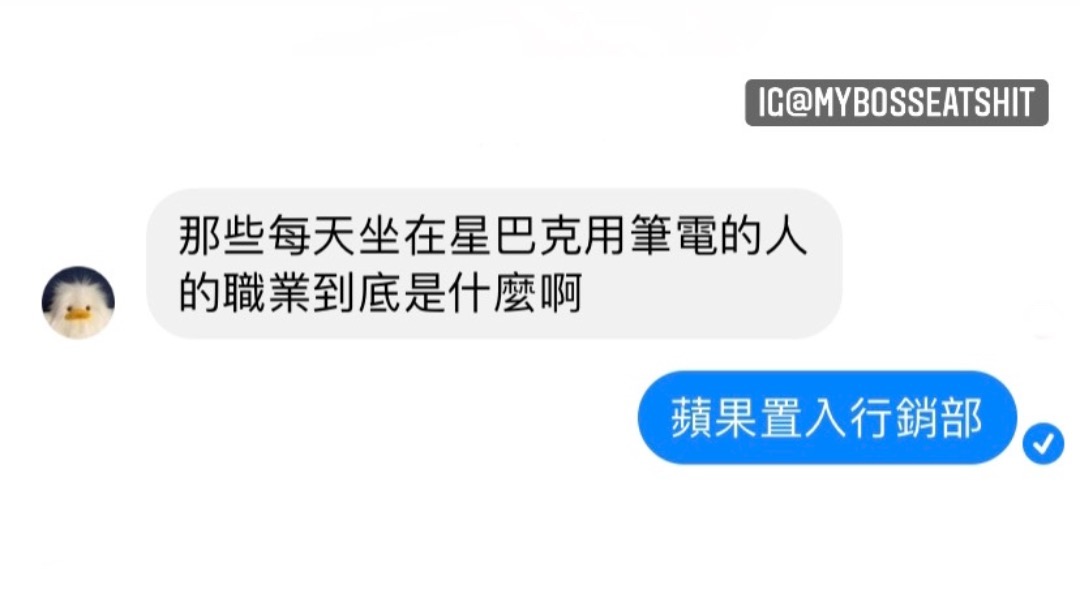 IG@MYBOSSEATSHIT
那些每天坐在星巴克用筆電的人
的職業到底是什麼啊
蘋果置入行銷部